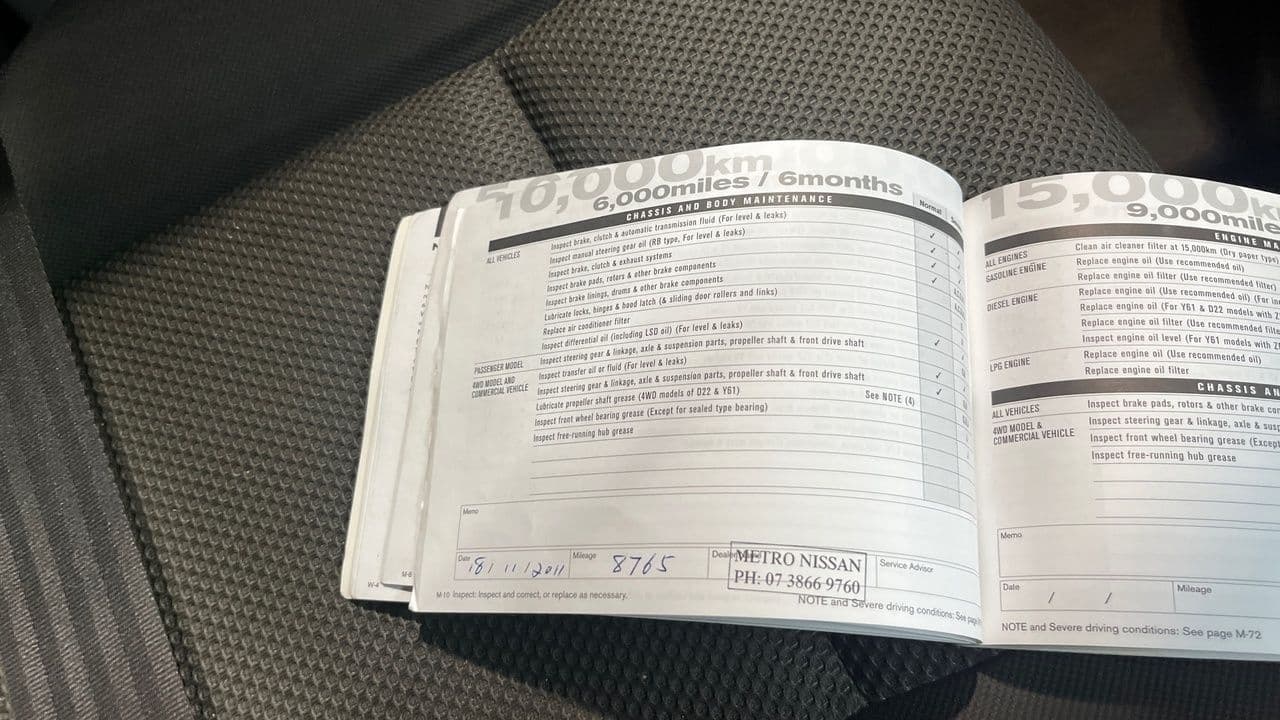 10,000km
6,000miles / 6months
CHASSIS AND BODY MAINTENANCE
Normal
ALL VEHICLES
Inspect brake, clutch & automatic transmission fluid (For level & leaks) ✓
Inspect manual steering gear oil (RB type, For level & leaks) ✓
Inspect brake, clutch & exhaust systems ✓
Inspect brake pads, rotors & other brake components ✓
Inspect brake linings, drums & other brake components
Lubricate locks, hinges & hood latch (& sliding door rollers and links)
Replace air conditioner filter
Inspect differential oil (including LSD oil) (For level & leaks) ✓
PASSENGER MODEL
Inspect steering gear & linkage, axle & suspension parts, propeller shaft & front drive shaft
4WD MODEL AND
COMMERCIAL VEHICLE
Inspect transfer oil or fluid (For level & leaks) ✓
Inspect steering gear & linkage, axle & suspension parts, propeller shaft & front drive shaft ✓
Lubricate propeller shaft grease (4WD models of D22 & Y61) See NOTE (4)
Inspect front wheel bearing grease (Except for sealed type bearing)
Inspect free-running hub grease
Memo
Date 18/ 11 /2011 Mileage 8765 Dealer
METRO NISSAN
PH: 07 3866 9760
Service Advisor
M-10 Inspect: Inspect and correct, or replace as necessary.
NOTE and Severe driving conditions: See
W-4
M-8
15,000k
9,000mile
ENGINE MA
ALL ENGINES
Clean air cleaner filter at 15,000km (Dry paper type)
GASOLINE ENGINE
Replace engine oil (Use recommended oil)
Replace engine oil filter (Use recommended filter)
DIESEL ENGINE
Replace engine oil (Use recommended oil) (For
Replace engine oil (For Y61 & D22 models with
Replace engine oil filter (Use recommended filte
Inspect engine oil level (For Y61 models with
LPG ENGINE
Replace engine oil (Use recommended oil)
Replace engine oil filter
CHASSIS AN
ALL VEHICLES
Inspect brake pads, rotors & other brake co
4WD MODEL &
COMMERCIAL VEHICLE
Inspect steering gear & linkage, axle & susp
Inspect front wheel bearing grease (Except
Inspect free-running hub grease
Memo
Date / / Mileage
NOTE and Severe driving conditions: See page M-72